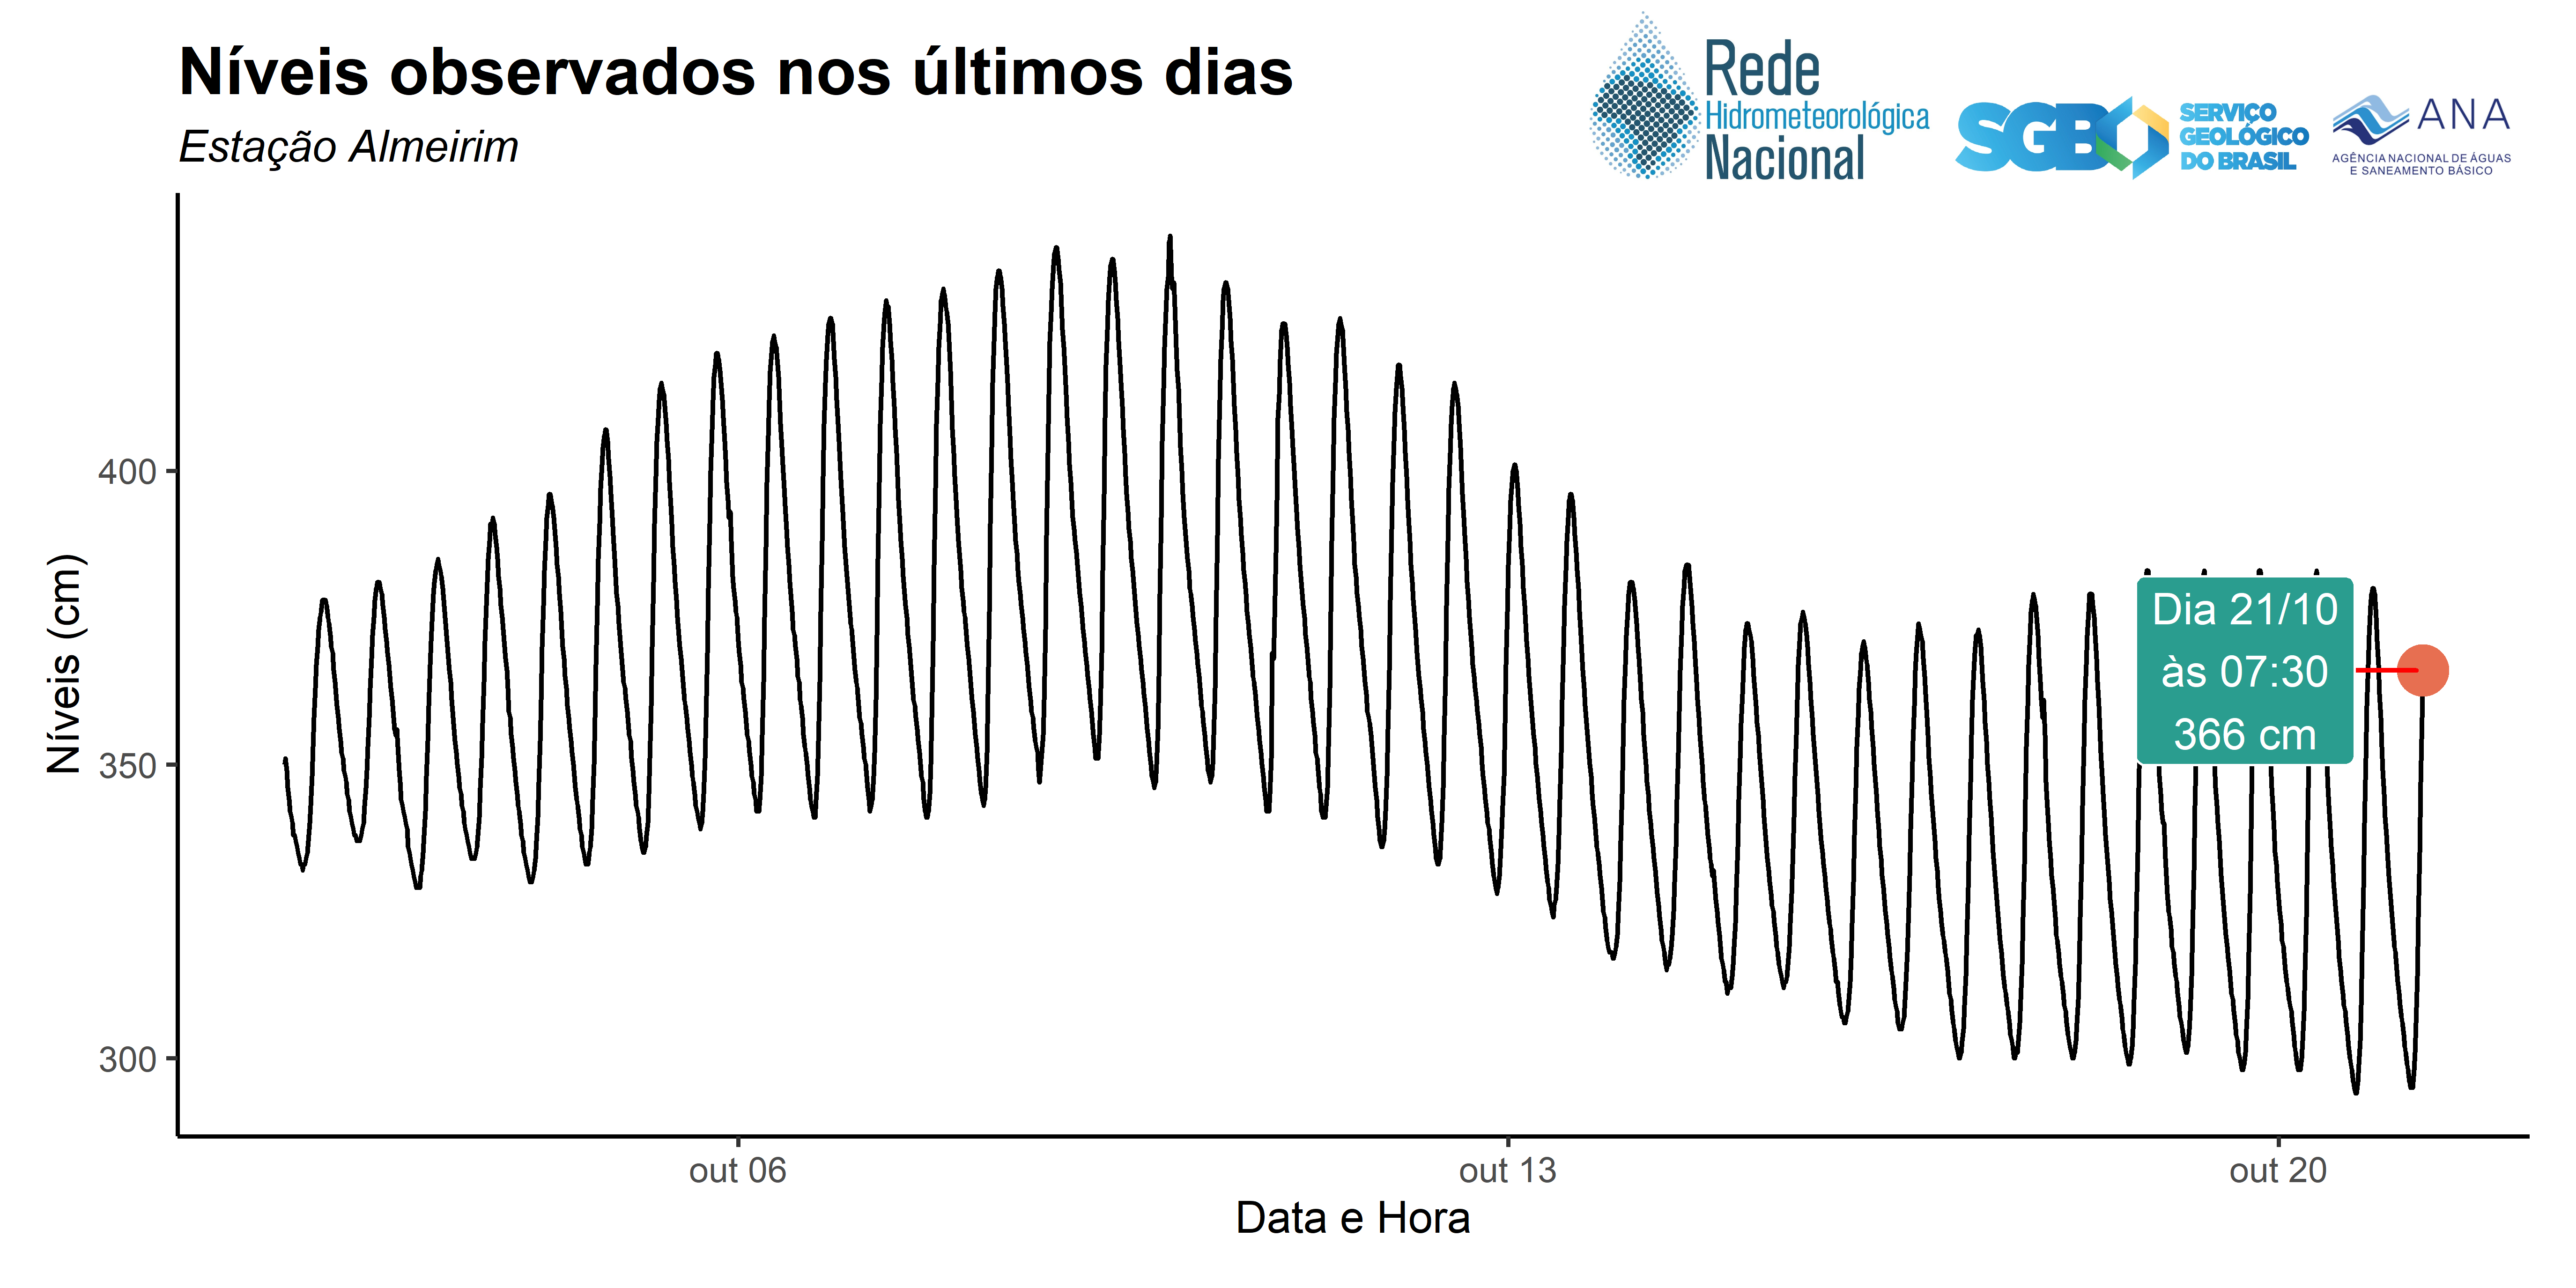 Níveis observados nos últimos dias
Estação Almeirim
Rede
Hidrometeorológica
Nacional
SGB
SERVIÇO
GEOLÓGICO
DO BRASIL
ANA
AGÊNCIA NACIONAL DE ÁGUAS
E SANEAMENTO BÁSICO
Níveis (cm)
400
350
300
Dia 21/10
às 07:30
366 cm
out 06
out 13
out 20
Data e Hora